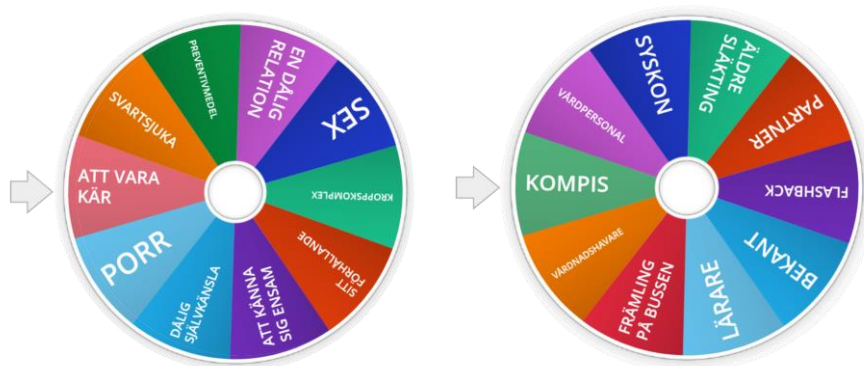 EN DÅLIG
RELATION
SEX
KROPPSKOMPLEX
SITT
FÖRHÅLLANDE
ATT KÄNNA
SIG ENSAM
DÅLIG
SJÄLVKÄNSLA
PORR
ATT VARA
KÄR
SVARTSJUKA
PREVENTIVMEDEL
ÄLDRE
SLÄKTING
PARTNER
FLASHBACK
BEKANT
LÄRARE
FRÄMLING
PÅ BUSSEN
VÅRDNADSHAVARE
KOMPIS
VÅRDPERSONAL
SYSKON